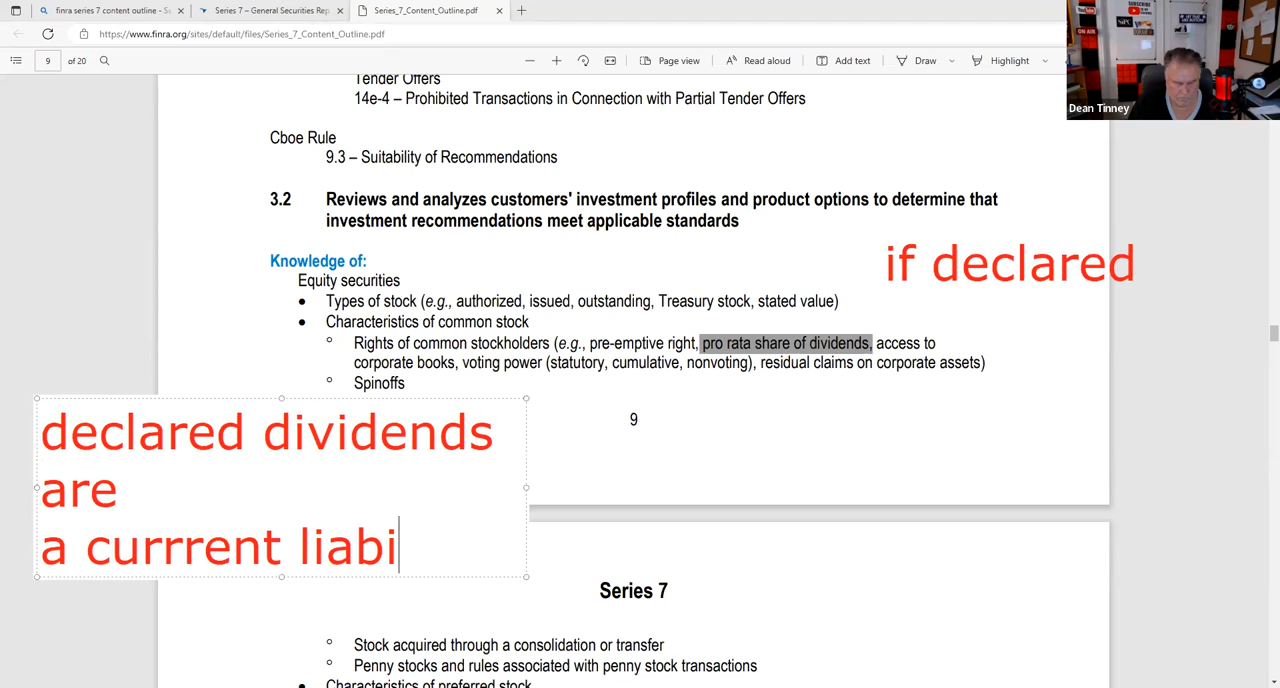 finra series 7 content outline - Se
Series 7 – General Securities Rep
Series_7_Content_Outline.pdf
https://www.finra.org/sites/default/files/Series_7_Content_Outline.pdf
9 of 20
Page view
Read aloud
Add text
Draw
Highlight
Dean Tinney
Tender Offers
14e-4 – Prohibited Transactions in Connection with Partial Tender Offers
Cboe Rule
9.3 – Suitability of Recommendations
3.2 Reviews and analyzes customers' investment profiles and product options to determine that
investment recommendations meet applicable standards
if declared
Knowledge of:
Equity securities
• Types of stock (e.g., authorized, issued, outstanding, Treasury stock, stated value)
• Characteristics of common stock
° Rights of common stockholders (e.g., pre-emptive right, pro rata share of dividends, access to
corporate books, voting power (statutory, cumulative, nonvoting), residual claims on corporate assets)
° Spinoffs
9
declared dividends
are
a currrent liabi
Series 7
° Stock acquired through a consolidation or transfer
° Penny stocks and rules associated with penny stock transactions
• Characteristics of preferred stock